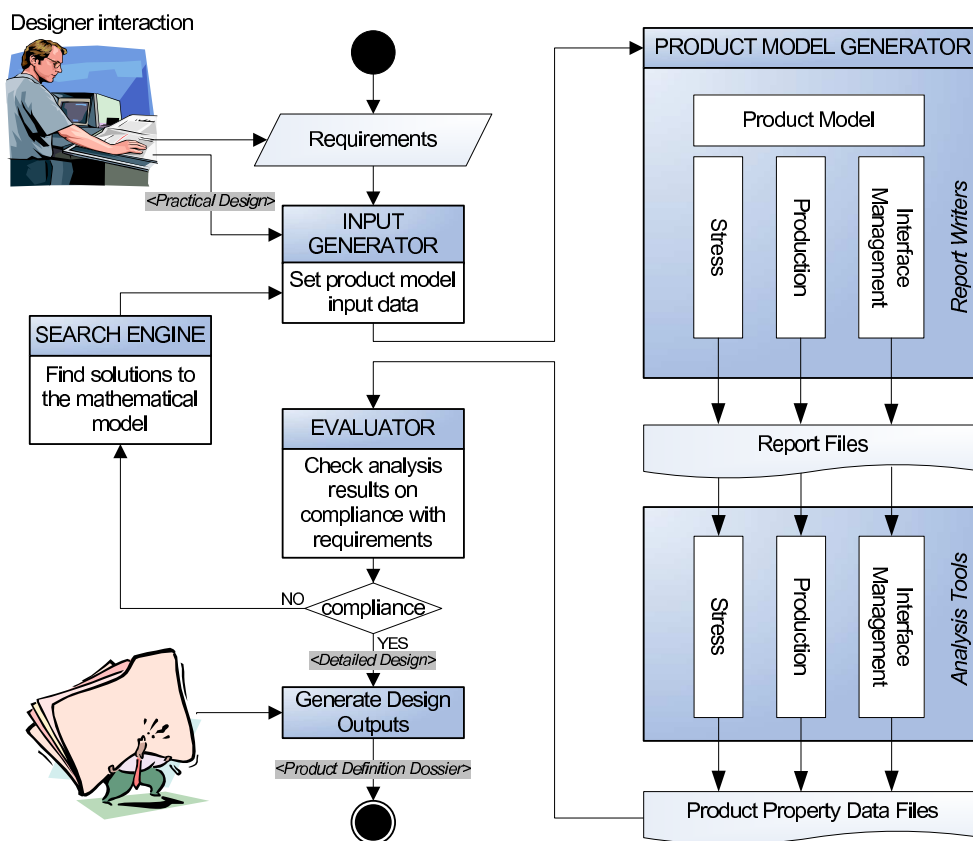 Designer interaction
Requirements
<Practical Design>
INPUT
GENERATOR
Set product model
input data
SEARCH ENGINE
Find solutions to
the mathematical
model
EVALUATOR
Check analysis
results on
compliance with
requirements
NO
compliance
YES
<Detailed Design>
Generate Design
Outputs
<Product Definition Dossier>
PRODUCT MODEL GENERATOR
Product Model
Stress
Production
Interface
Management
Report Writers
Report Files
Stress
Production
Interface
Management
Analysis Tools
Product Property Data Files